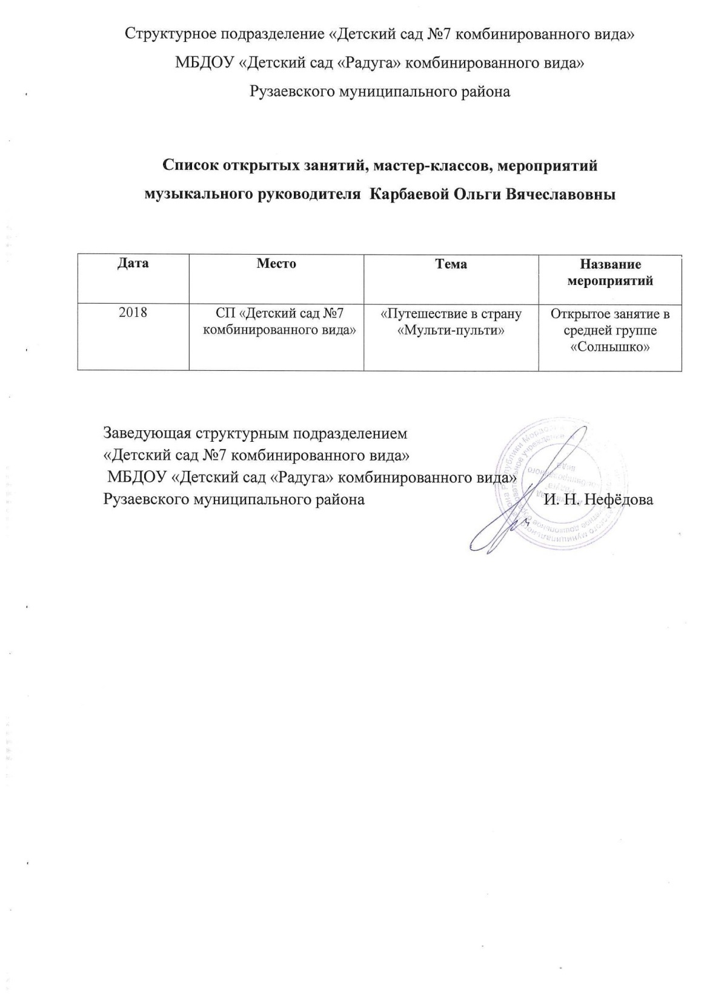 Структурное подразделение «Детский сад №7 комбинированного вида»
МБДОУ «Детский сад «Радуга» комбинированного вида»
Рузаевского муниципального района
Список открытых занятий, мастер-классов, мероприятий
музыкального руководителя Карбаевой Ольги Вячеславовны
Дата
Место
Тема
Название
мероприятий
2018
СП «Детский сад №7
комбинированного вида»
«Путешествие в страну
«Мульти-пульти»
Открытое занятие в
средней группе
«Солнышко»
Заведующая структурным подразделением
«Детский сад №7 комбинированного вида»
МБДОУ «Детский сад «Радуга» комбинированного вида»
Рузаевского муниципального района И. Н. Нефёдова